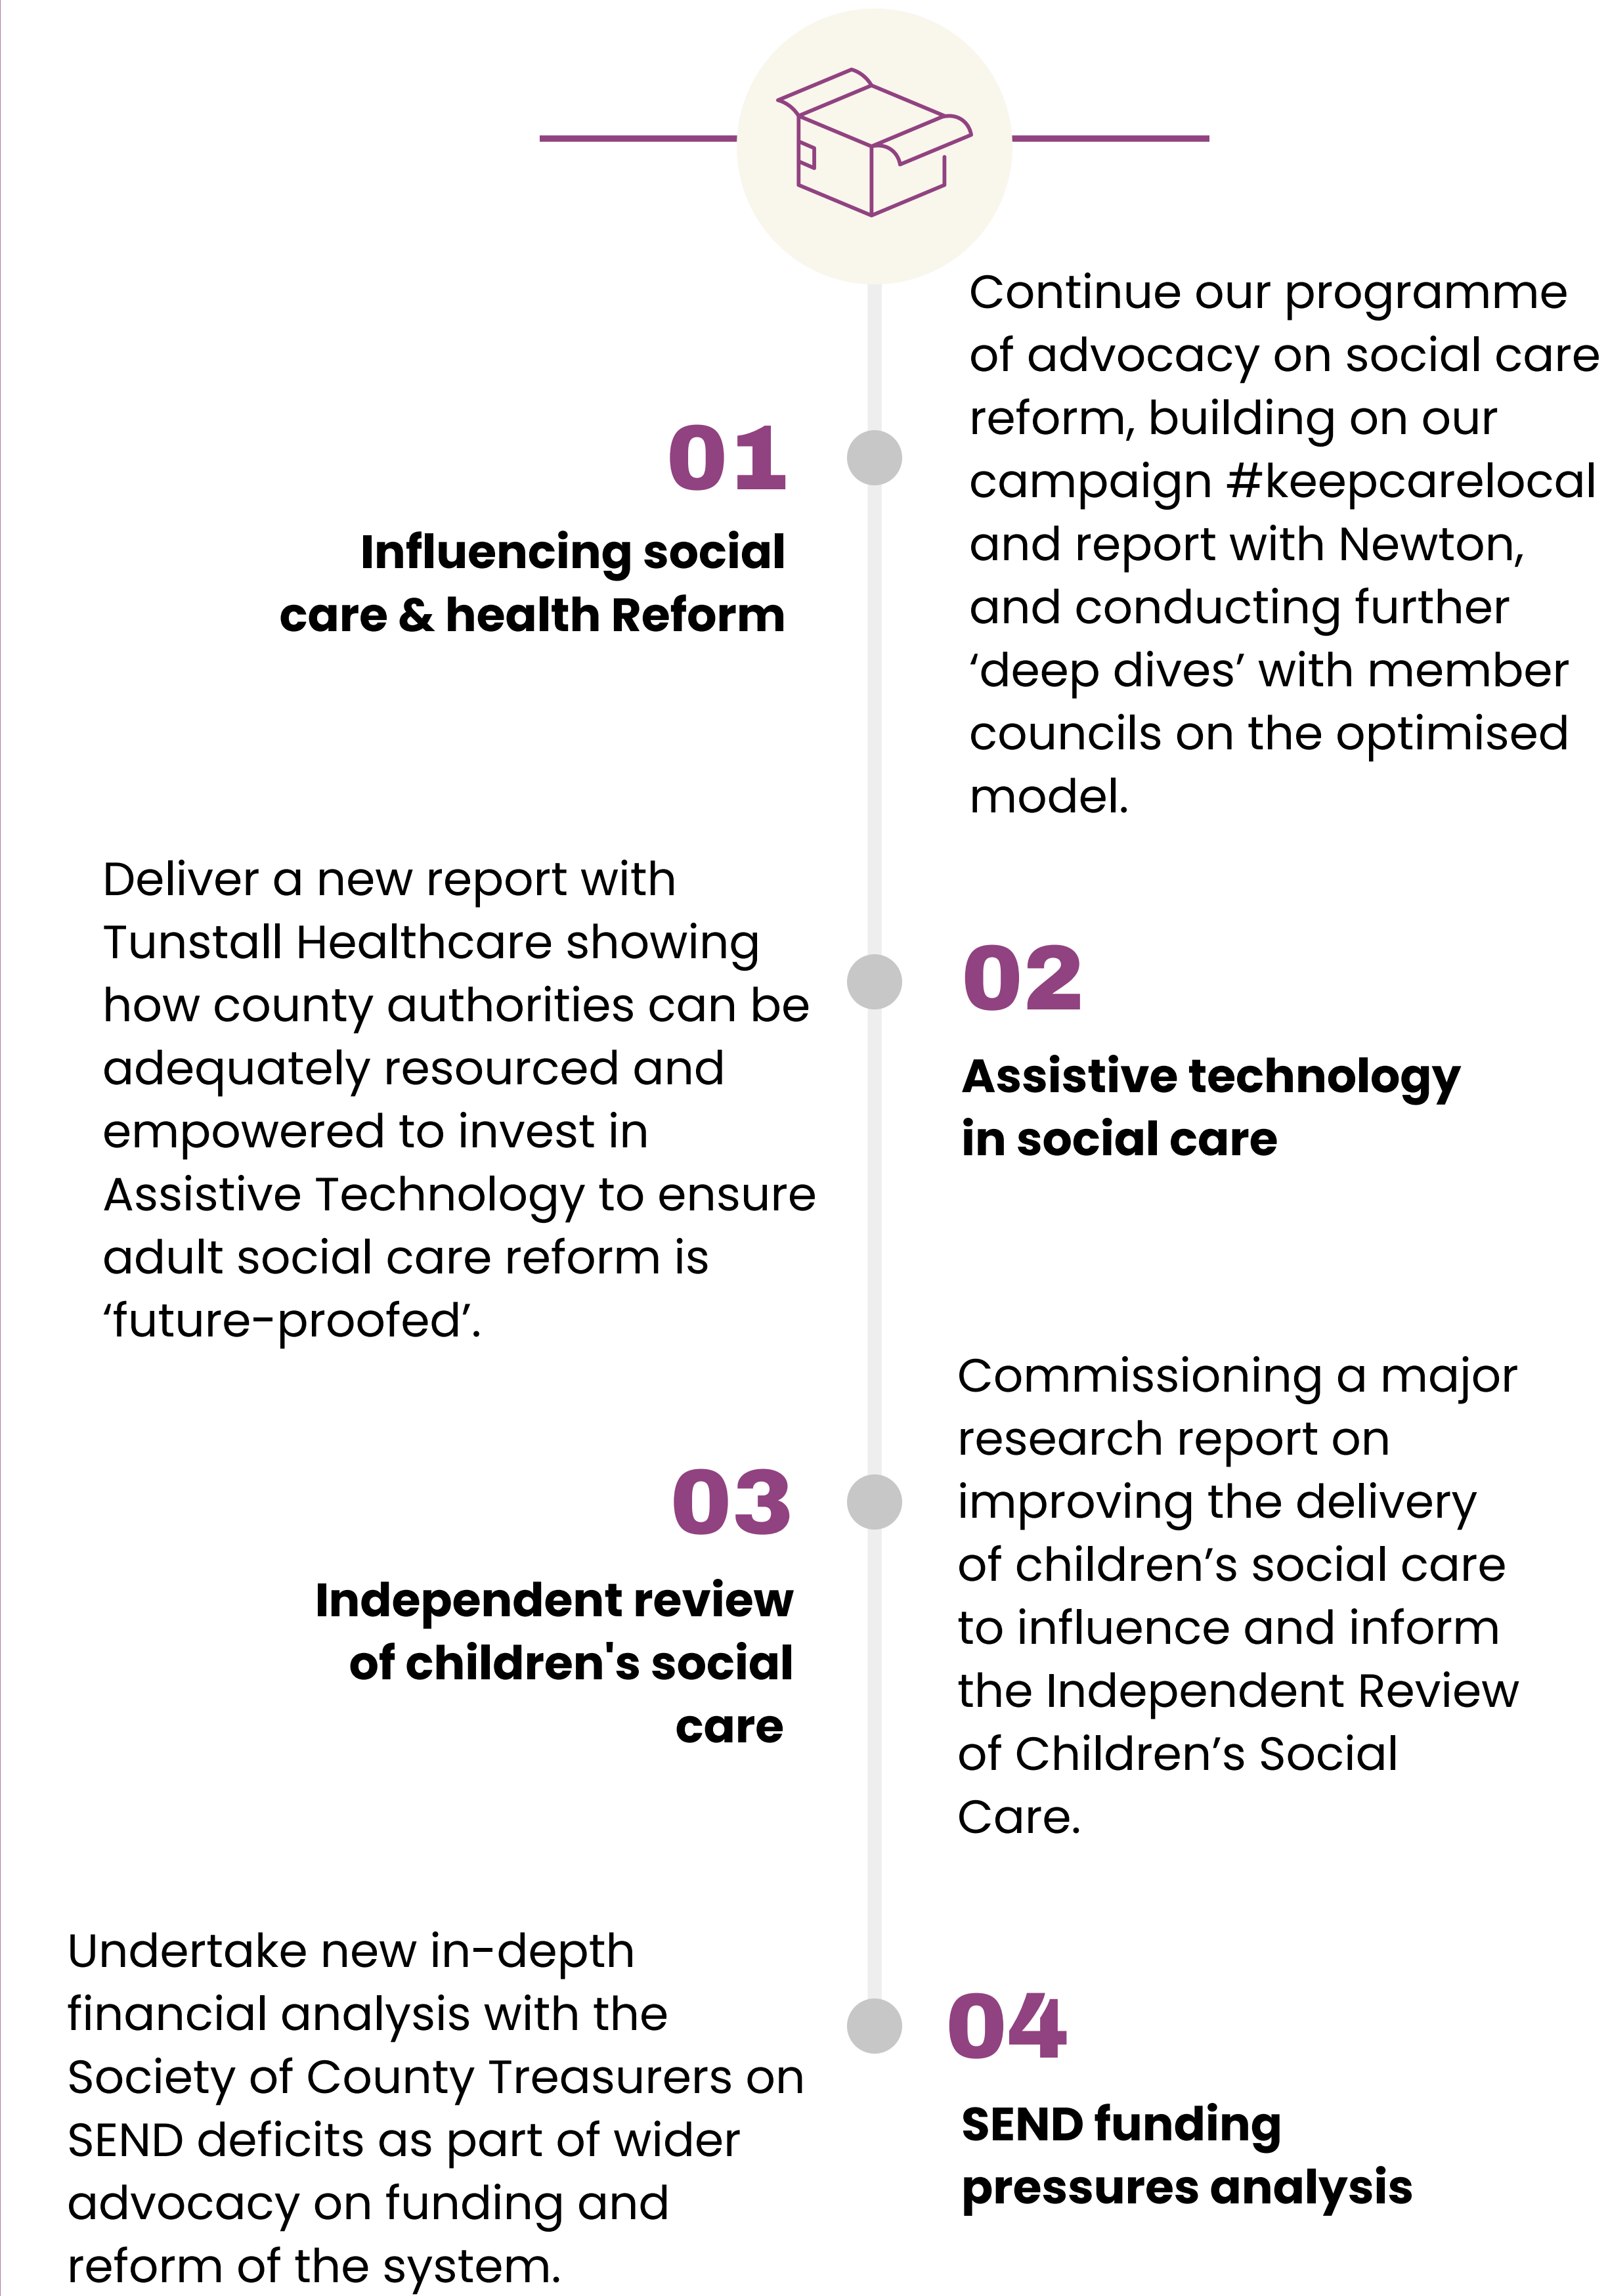 01
Influencing social
care & health Reform
Continue our programme
of advocacy on social care
reform, building on our
campaign #keepcarelocal
and report with Newton,
and conducting further
‘deep dives’ with member
councils on the optimised
model.
02
Assistive technology
in social care
Deliver a new report with
Tunstall Healthcare showing
how county authorities can be
adequately resourced and
empowered to invest in
Assistive Technology to ensure
adult social care reform is
‘future-proofed’.
03
Independent review
of children's social
care
Commissioning a major
research report on
improving the delivery
of children’s social care
to influence and inform
the Independent Review
of Children’s Social
Care.
04
SEND funding
pressures analysis
Undertake new in-depth
financial analysis with the
Society of County Treasurers on
SEND deficits as part of wider
advocacy on funding and
reform of the system.